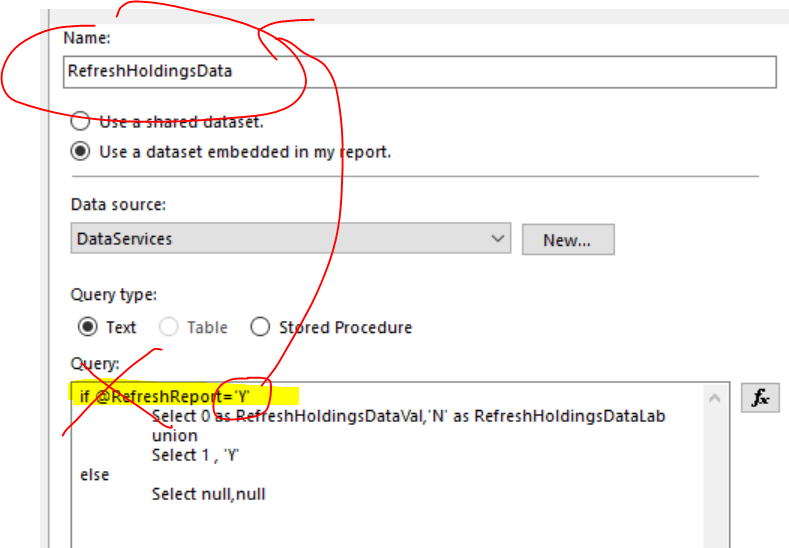 Name:
RefreshHoldingsData
Use a shared dataset.
Use a dataset embedded in my report.
Data source:
DataServices
New...
Query type:
Text Table Stored Procedure
Query:
if @RefreshReport='Y'
Select 0 as RefreshHoldingsDataVal,'N' as RefreshHoldingsDataLab
union
Select 1 , 'Y'
else
Select null,null
fx